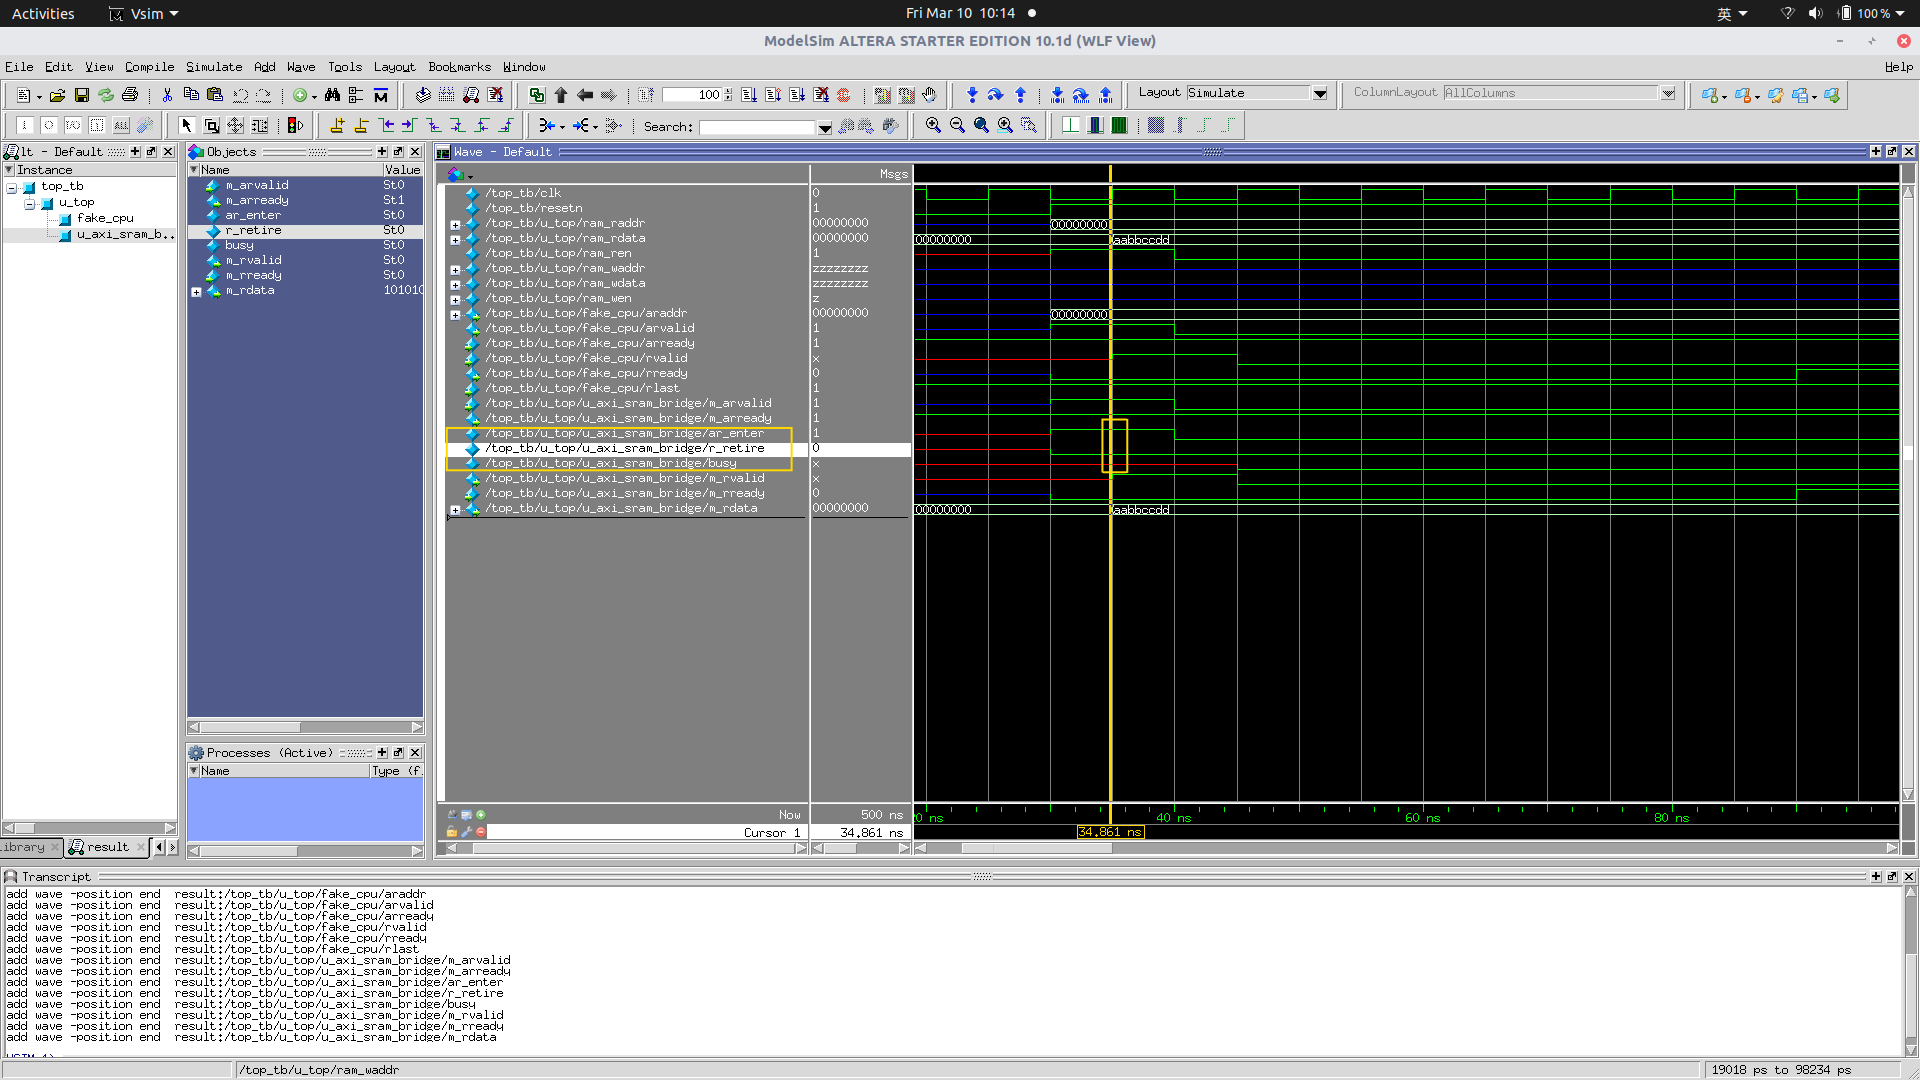 Activities Vsim Fri Mar 10 10:14 英 100 %
ModelSim ALTERA STARTER EDITION 10.1d (WLF View)
File Edit View Compile Simulate Add Wave Tools Layout Bookmarks Window Help
100 Layout Simulate ColumnLayout AllColumns
Search:
lt - Default
Instance
top_tb
u_top
fake_cpu
u_axi_sram_b..
Objects
Name Value
m_arvalid St0
m_arready St1
ar_enter St0
r_retire St0
busy St0
m_rvalid St0
m_rready St0
m_rdata 101010
Processes (Active)
Name Type (f.
ibrary result
Wave - Default
Msgs
/top_tb/clk 0
/top_tb/resetn 1
/top_tb/u_top/ram_raddr 00000000 00000000
/top_tb/u_top/ram_rdata 00000000 00000000 aabbccdd
/top_tb/u_top/ram_ren 1
/top_tb/u_top/ram_waddr zzzzzzzz
/top_tb/u_top/ram_wdata zzzzzzzz
/top_tb/u_top/ram_wen z
/top_tb/u_top/fake_cpu/araddr 00000000 00000000
/top_tb/u_top/fake_cpu/arvalid 1
/top_tb/u_top/fake_cpu/arready 1
/top_tb/u_top/fake_cpu/rvalid x
/top_tb/u_top/fake_cpu/rready 0
/top_tb/u_top/fake_cpu/rlast 1
/top_tb/u_top/u_axi_sram_bridge/m_arvalid 1
/top_tb/u_top/u_axi_sram_bridge/m_arready 1
/top_tb/u_top/u_axi_sram_bridge/ar_enter 1
/top_tb/u_top/u_axi_sram_bridge/r_retire 0
/top_tb/u_top/u_axi_sram_bridge/busy x
/top_tb/u_top/u_axi_sram_bridge/m_rvalid x
/top_tb/u_top/u_axi_sram_bridge/m_rready 0
/top_tb/u_top/u_axi_sram_bridge/m_rdata 00000000 00000000 aabbccdd
Now 500 ns 0 ns 40 ns 60 ns 80 ns
Cursor 1 34.861 ns 34.861 ns
Transcript
add wave -position end result:/top_tb/u_top/fake_cpu/araddr
add wave -position end result:/top_tb/u_top/fake_cpu/arvalid
add wave -position end result:/top_tb/u_top/fake_cpu/arready
add wave -position end result:/top_tb/u_top/fake_cpu/rvalid
add wave -position end result:/top_tb/u_top/fake_cpu/rready
add wave -position end result:/top_tb/u_top/fake_cpu/rlast
add wave -position end result:/top_tb/u_top/u_axi_sram_bridge/m_arvalid
add wave -position end result:/top_tb/u_top/u_axi_sram_bridge/m_arready
add wave -position end result:/top_tb/u_top/u_axi_sram_bridge/ar_enter
add wave -position end result:/top_tb/u_top/u_axi_sram_bridge/r_retire
add wave -position end result:/top_tb/u_top/u_axi_sram_bridge/busy
add wave -position end result:/top_tb/u_top/u_axi_sram_bridge/m_rvalid
add wave -position end result:/top_tb/u_top/u_axi_sram_bridge/m_rready
add wave -position end result:/top_tb/u_top/u_axi_sram_bridge/m_rdata
/top_tb/u_top/ram_waddr 19018 ps to 98234 ps